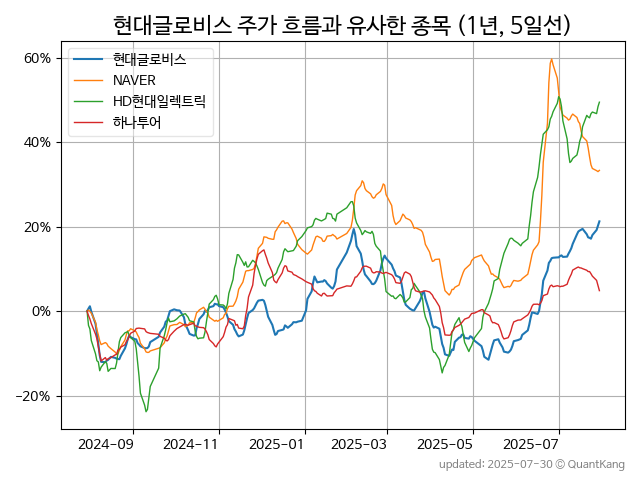 현대글로비스 주가 흐름과 유사한 종목 (1년, 5일선)
현대글로비스
NAVER
HD현대일렉트릭
하나투어
60%
40%
20%
0%
−20%
2024-09 2024-11 2025-01 2025-03 2025-05 2025-07
updated: 2025-07-30 © QuantKang